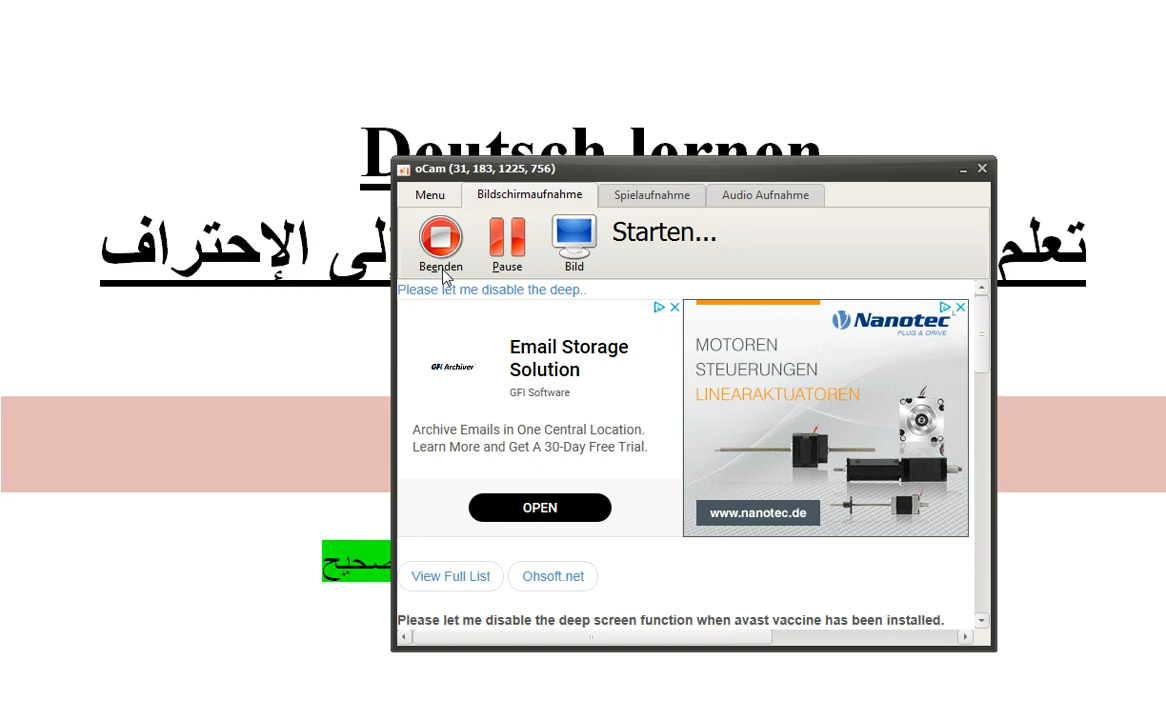 Deutsch lernen
oCam (31, 183, 1225, 756)
Menu
Bildschirmaufnahme
Spielaufnahme
Audio Aufnahme
تعلم
إلى الإحتراف
Starten...
Beenden
Pause
Bild
Please let me disable the deep..
Email Storage
Solution
GFI Archiver
GFI Software
Archive Emails in One Central Location.
Learn More and Get A 30-Day Free Trial.
OPEN
Nanotec
PLUG & DRIVE
MOTOREN
STEUERUNGEN
LINEARAKTUATOREN
www.nanotec.de
View Full List
Ohsoft.net
Please let me disable the deep screen function when avast vaccine has been installed.